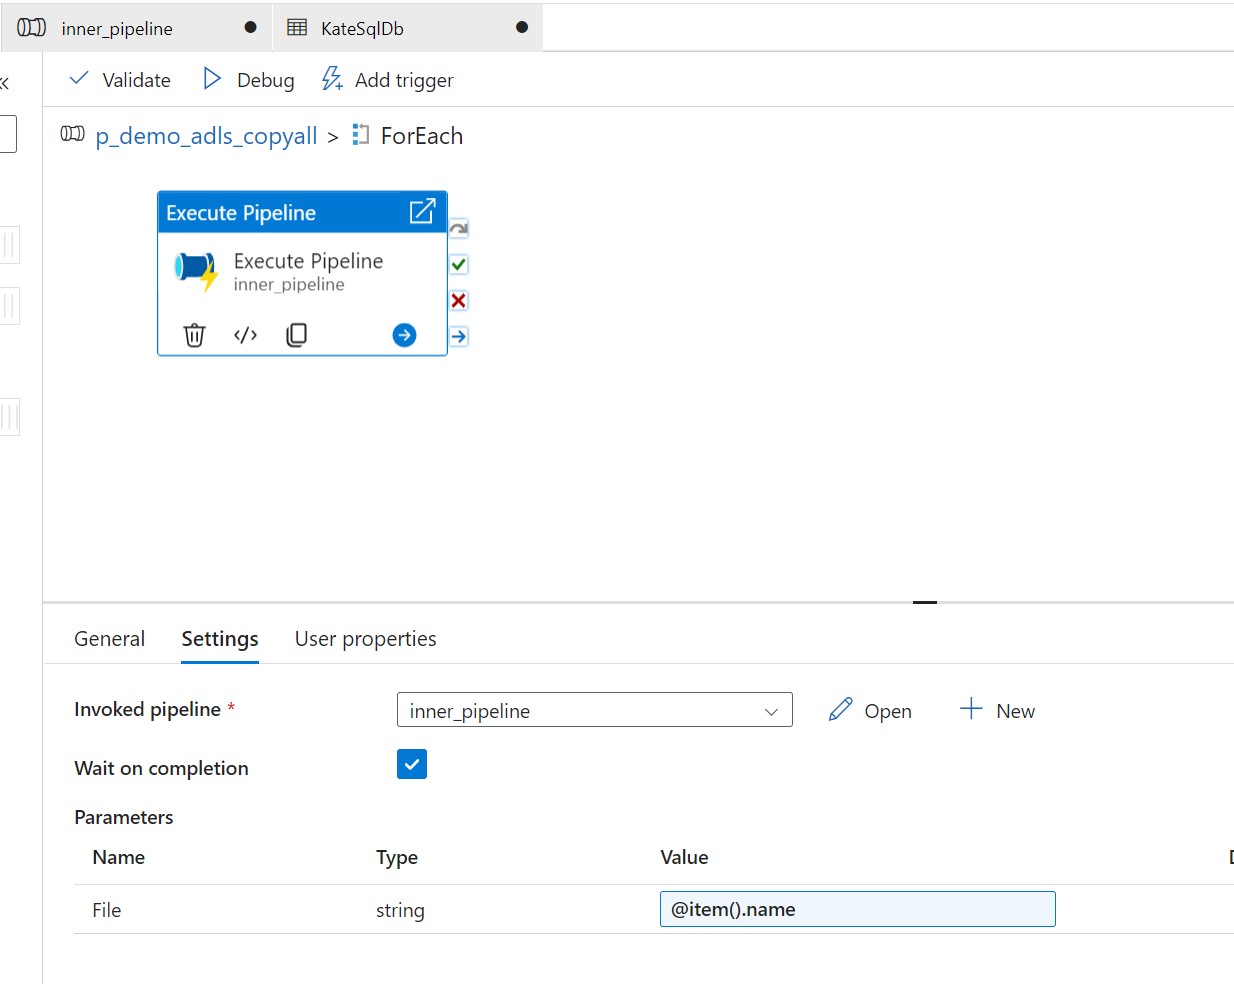 inner_pipeline
KateSqlDb
Validate
Debug
Add trigger
p_demo_adls_copyall > ForEach
Execute Pipeline
Execute Pipeline
inner_pipeline
General
Settings
User properties
Invoked pipeline *
inner_pipeline
Open
New
Wait on completion
Parameters
Name
Type
Value
File
string
@item().name